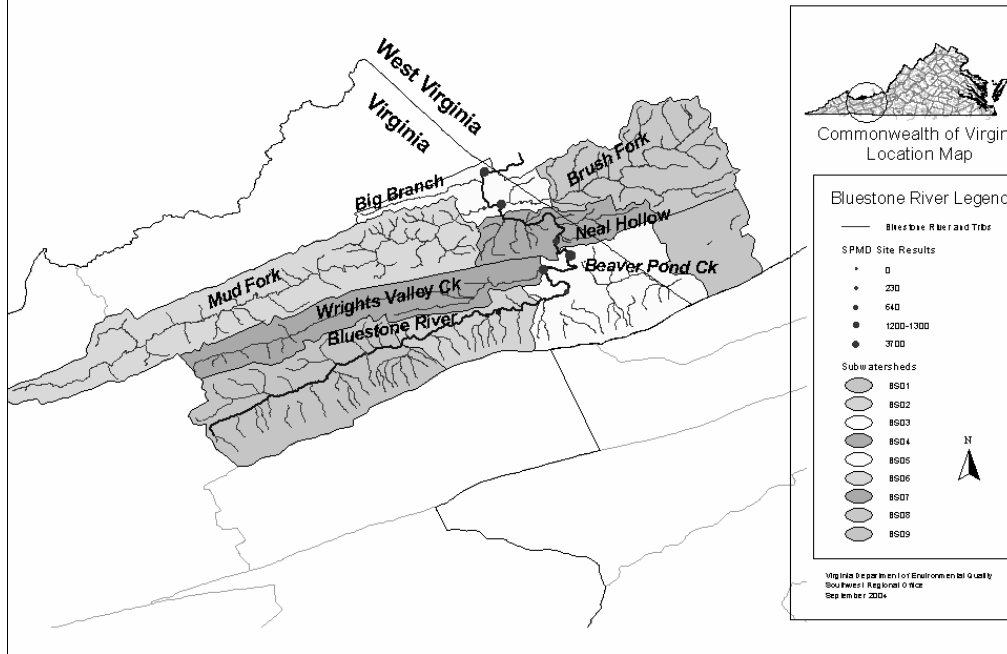 West Virginia
Virginia
Big Branch
Brush Fork
Neal Hollow
Mud Fork
Beaver Pond Ck
Wrights Valley Ck
Bluestone River
Commonwealth of Virgin
Location Map
Bluestone River Legend
Bluestone River and Tribs
SPMD Site Results
0
230
640
1200-1300
3700
Subwatersheds
BS01
BS02
BS03
BS04
BS05
BS06
BS07
BS08
BS09
N
Virginia Department of Environmental Quality
Southwest Regional Office
September 2004